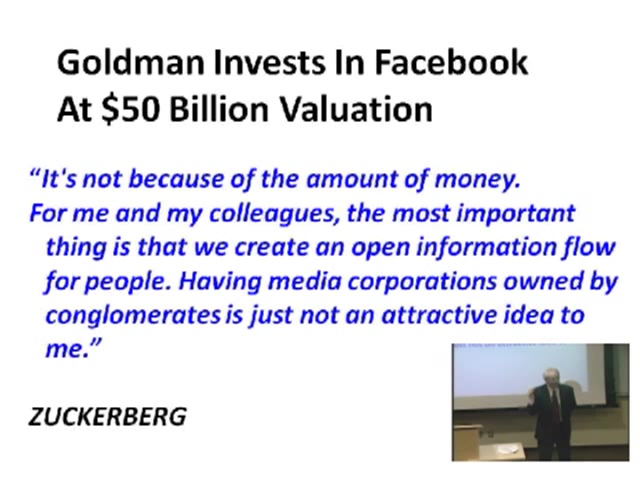 Goldman Invests In Facebook
At $50 Billion Valuation
“It's not because of the amount of money.
For me and my colleagues, the most important
thing is that we create an open information flow
for people. Having media corporations owned by
conglomerates is just not an attractive idea to
me.”
ZUCKERBERG